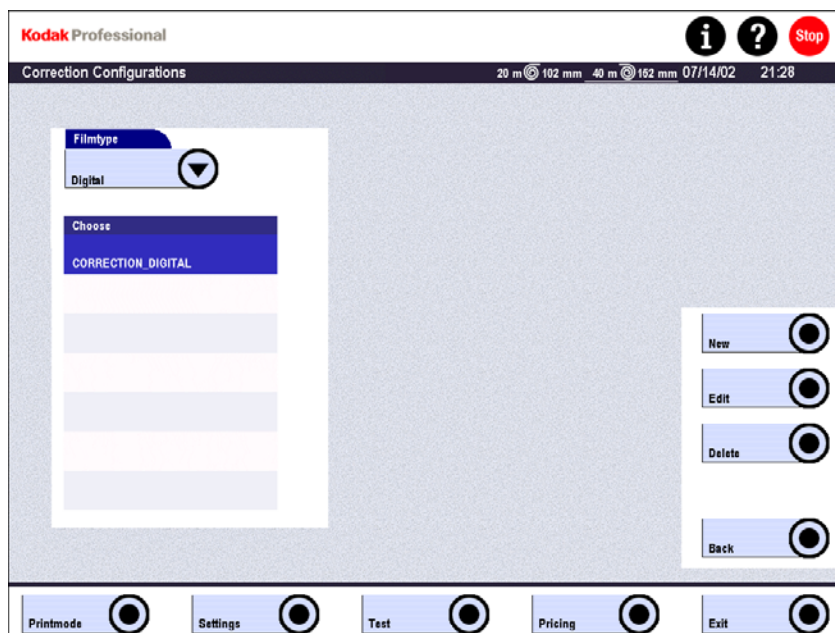 Kodak Professional
i ? Stop
Correction Configurations 20 m 102 mm 40 m 152 mm 07/14/02 21:28
Filmtype
Digital
Choose
CORRECTION_DIGITAL
New
Edit
Delete
Back
Printmode Settings Test Pricing Exit